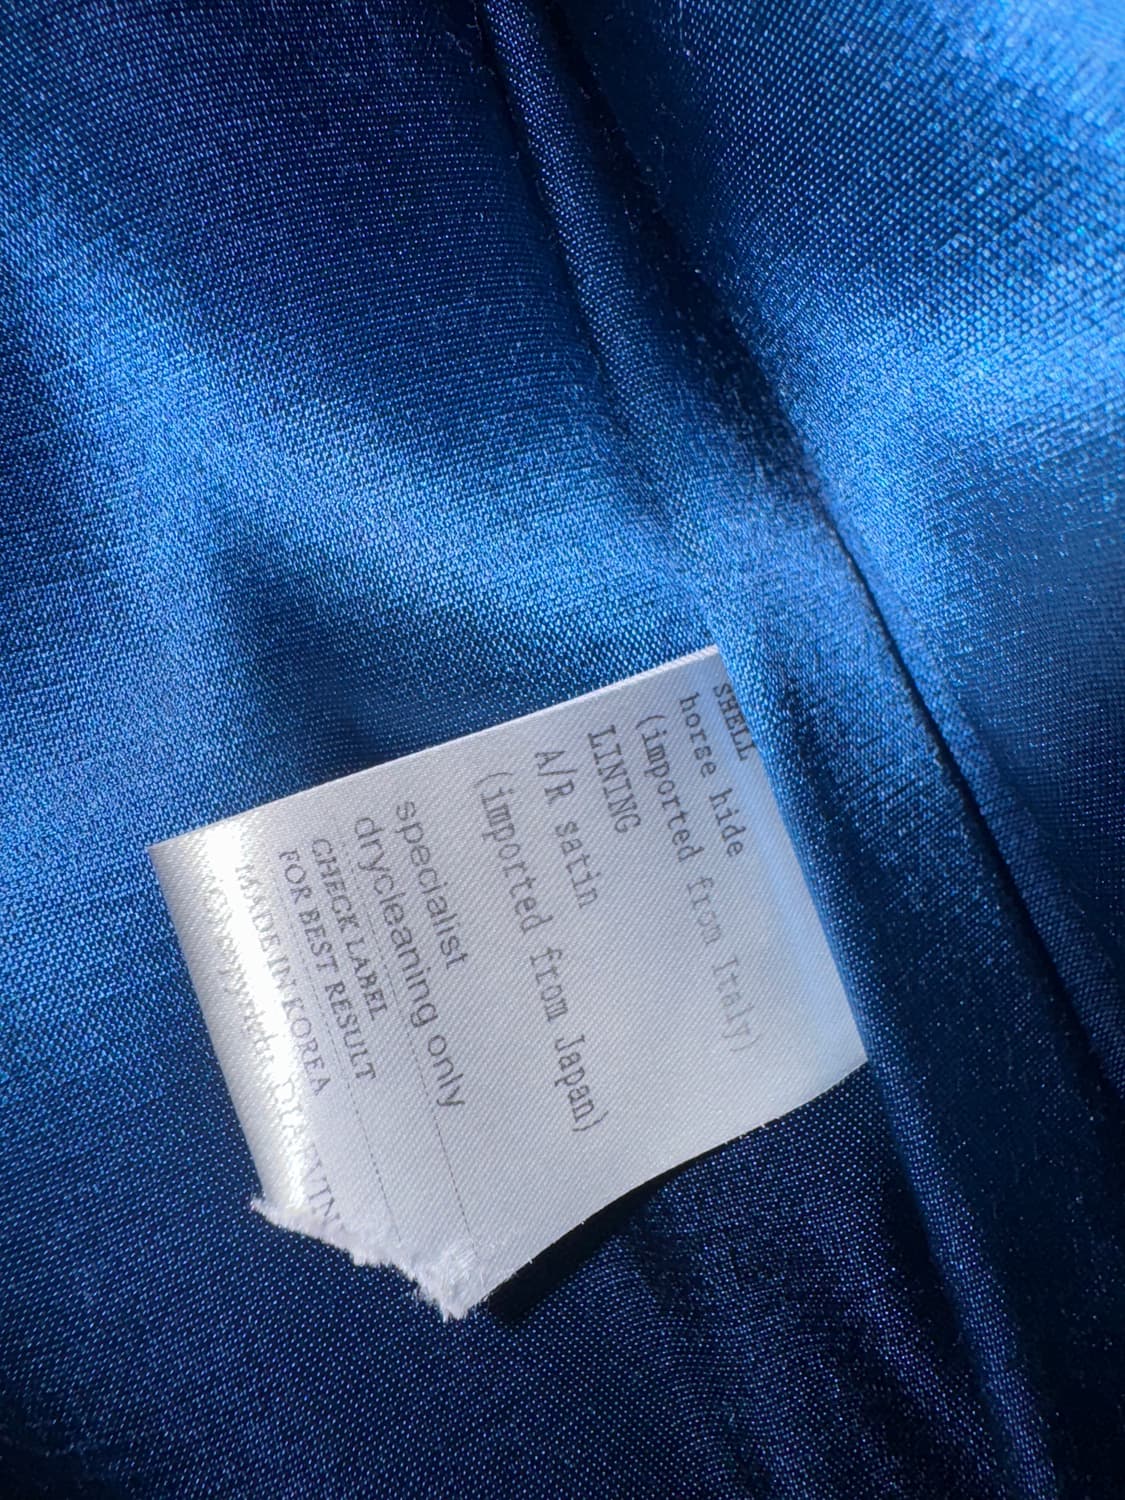 SHELL
horse hide
(imported from Italy)
LINING
A/R satin
(imported from Japan)
specialist
drycleaning only
CHECK LABEL
FOR BEST RESULT
MADE IN KOREA